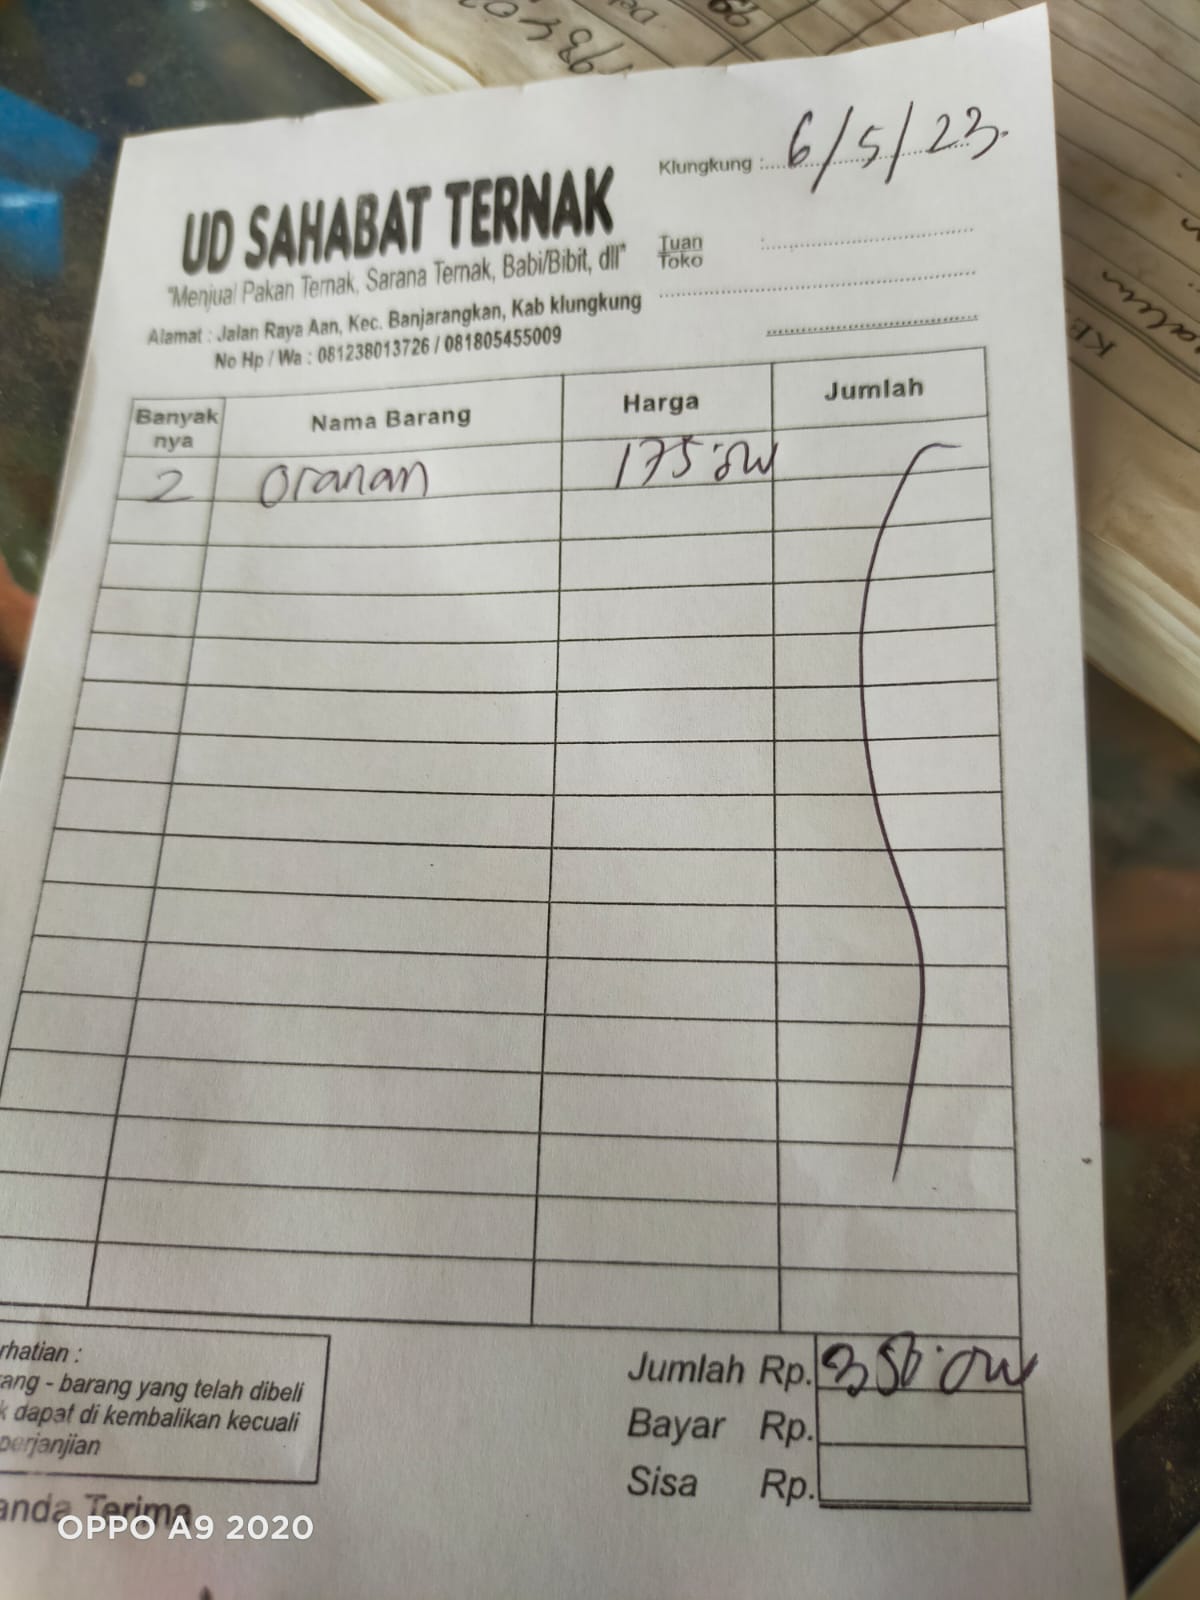 Klungkung : 6/5/23
UD SAHABAT TERNAK
"Menjual Pakan Ternak, Sarana Ternak, Babi/Bibit, dll"
Tuan
Toko
Alamat : Jalan Raya Aan, Kec. Banjarangkan, Kab klungkung
No Hp / Wa : 081238013726 / 081805455009
Banyak nya Nama Barang Harga Jumlah
2 oranan 175.000
Jumlah Rp. 350.000
Bayar Rp.
Sisa Rp.
rhatian :
ang - barang yang telah dibeli
k dapat di kembalikan kecuali
perjanjian
anda Terima
OPPO A9 2020